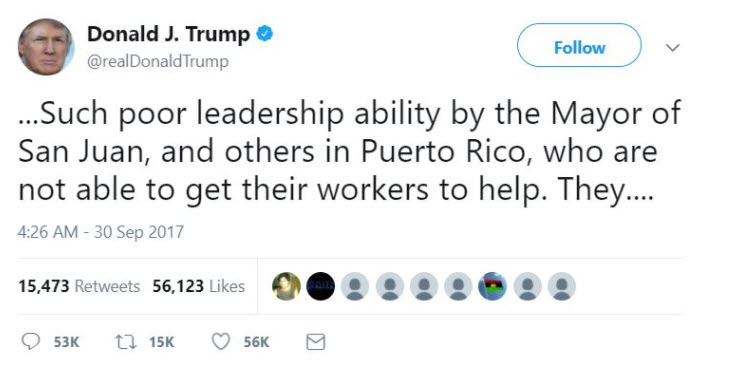 Donald J. Trump
Follow
@realDonaldTrump
...Such poor leadership ability by the Mayor of
San Juan, and others in Puerto Rico, who are
not able to get their workers to help. They....
4:26 AM - 30 Sep 2017
15,473 Retweets 56,123 Likes
53K 15K 56K